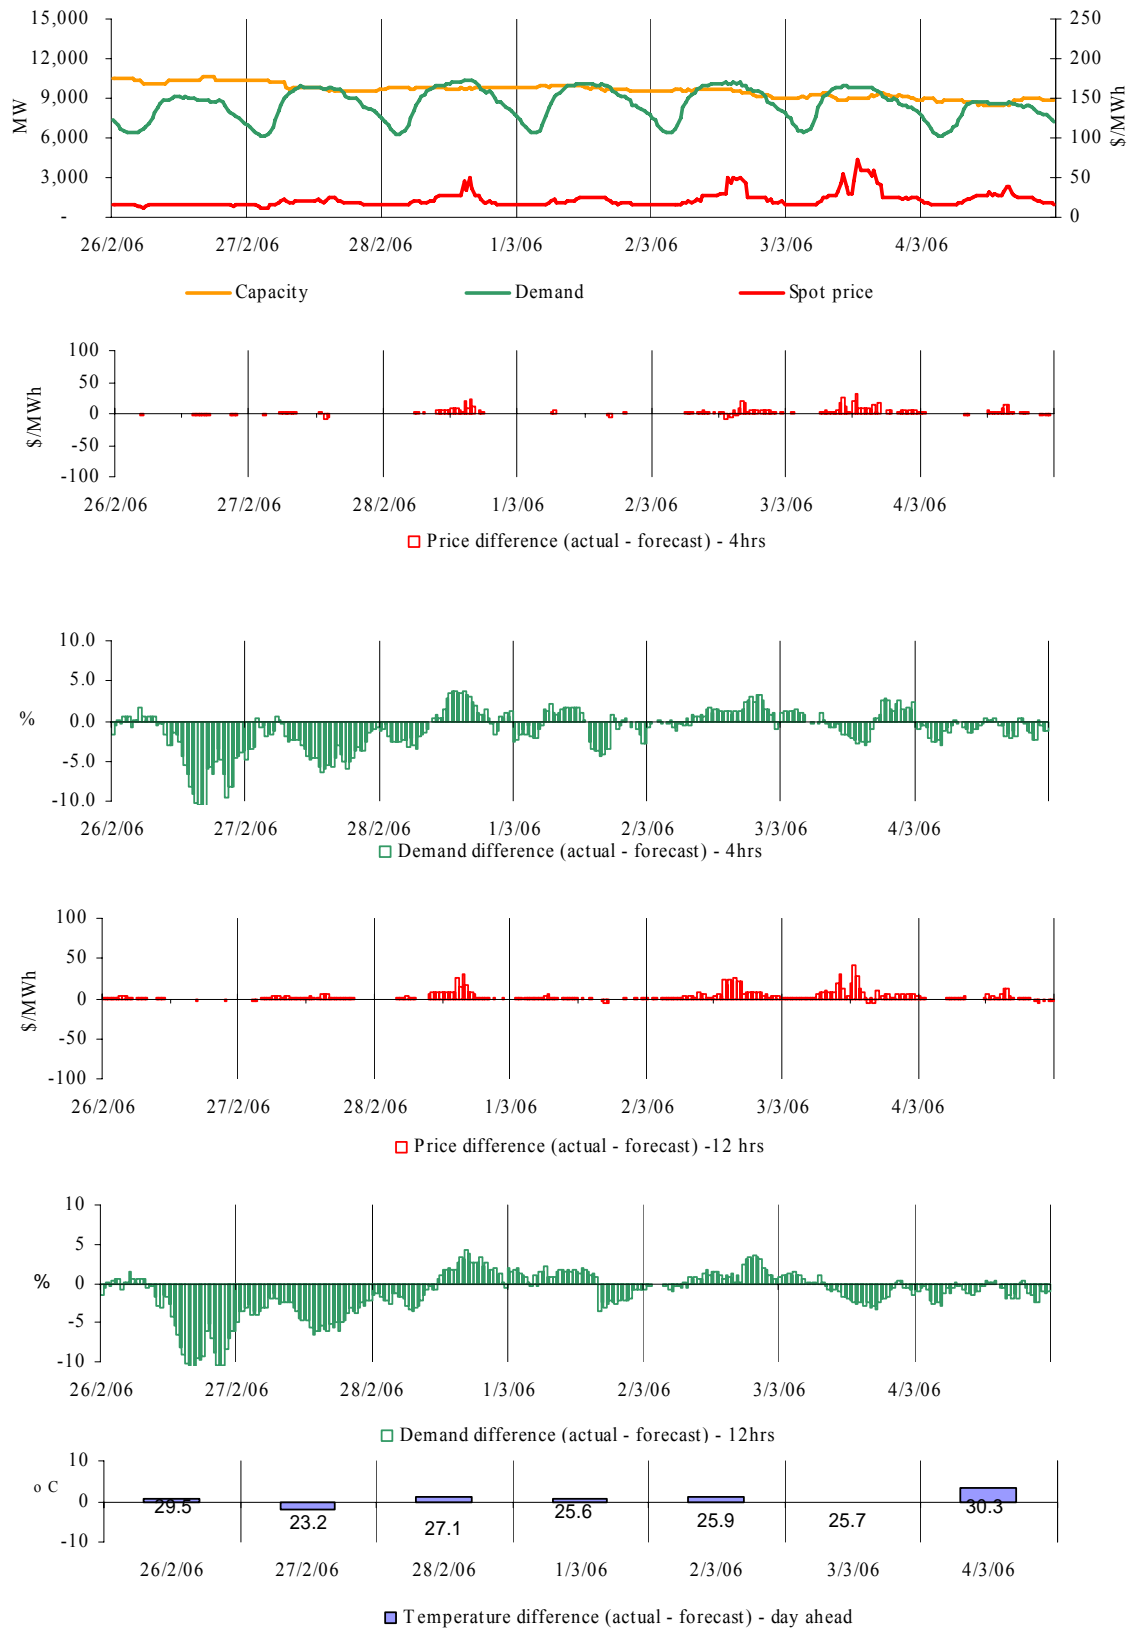 15,000 250
12,000 200
9,000 150
6,000 100
3,000 50
- 0
MW
$/MWh
26/2/06 27/2/06 28/2/06 1/3/06 2/3/06 3/3/06 4/3/06
Capacity Demand Spot price
100
50
0
-50
-100
$/MWh
26/2/06 27/2/06 28/2/06 1/3/06 2/3/06 3/3/06 4/3/06
Price difference (actual - forecast) - 4hrs
10.0
5.0
0.0
-5.0
-10.0
%
26/2/06 27/2/06 28/2/06 1/3/06 2/3/06 3/3/06 4/3/06
Demand difference (actual - forecast) - 4hrs
100
50
0
-50
-100
$/MWh
26/2/06 27/2/06 28/2/06 1/3/06 2/3/06 3/3/06 4/3/06
Price difference (actual - forecast) -12 hrs
10
5
0
-5
-10
%
26/2/06 27/2/06 28/2/06 1/3/06 2/3/06 3/3/06 4/3/06
Demand difference (actual - forecast) - 12hrs
10
0
-10
o C
29.5 23.2 27.1 25.6 25.9 25.7 30.3
26/2/06 27/2/06 28/2/06 1/3/06 2/3/06 3/3/06 4/3/06
Temperature difference (actual - forecast) - day ahead